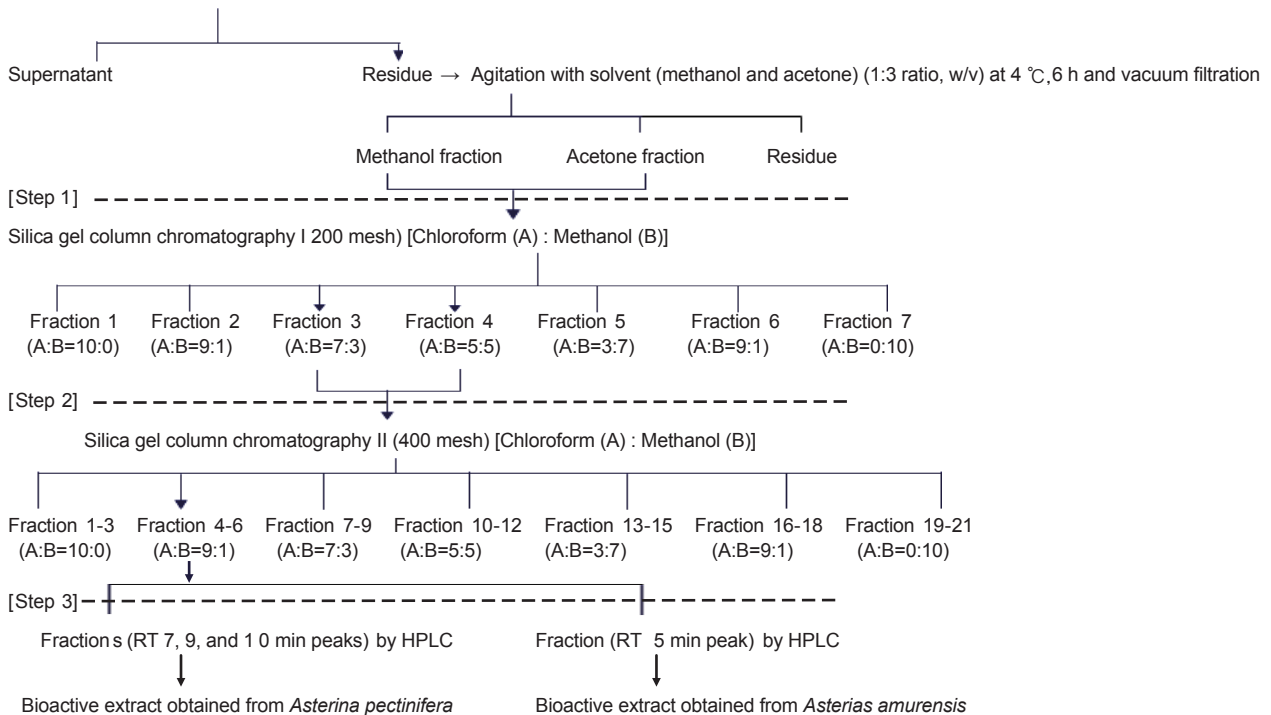 Supernatant Residue → Agitation with solvent (methanol and acetone) (1:3 ratio, w/v) at 4 ℃,6 h and vacuum filtration
Methanol fraction Acetone fraction Residue
[Step 1]
Silica gel column chromatography I 200 mesh) [Chloroform (A) : Methanol (B)]
Fraction 1 Fraction 2 Fraction 3 Fraction 4 Fraction 5 Fraction 6 Fraction 7
(A:B=10:0) (A:B=9:1) (A:B=7:3) (A:B=5:5) (A:B=3:7) (A:B=9:1) (A:B=0:10)
[Step 2]
Silica gel column chromatography II (400 mesh) [Chloroform (A) : Methanol (B)]
Fraction 1-3 Fraction 4-6 Fraction 7-9 Fraction 10-12 Fraction 13-15 Fraction 16-18 Fraction 19-21
(A:B=10:0) (A:B=9:1) (A:B=7:3) (A:B=5:5) (A:B=3:7) (A:B=9:1) (A:B=0:10)
[Step 3]
Fractions (RT 7, 9, and 1 0 min peaks) by HPLC Fraction (RT 5 min peak) by HPLC
Bioactive extract obtained from Asterina pectinifera Bioactive extract obtained from Asterias amurensis